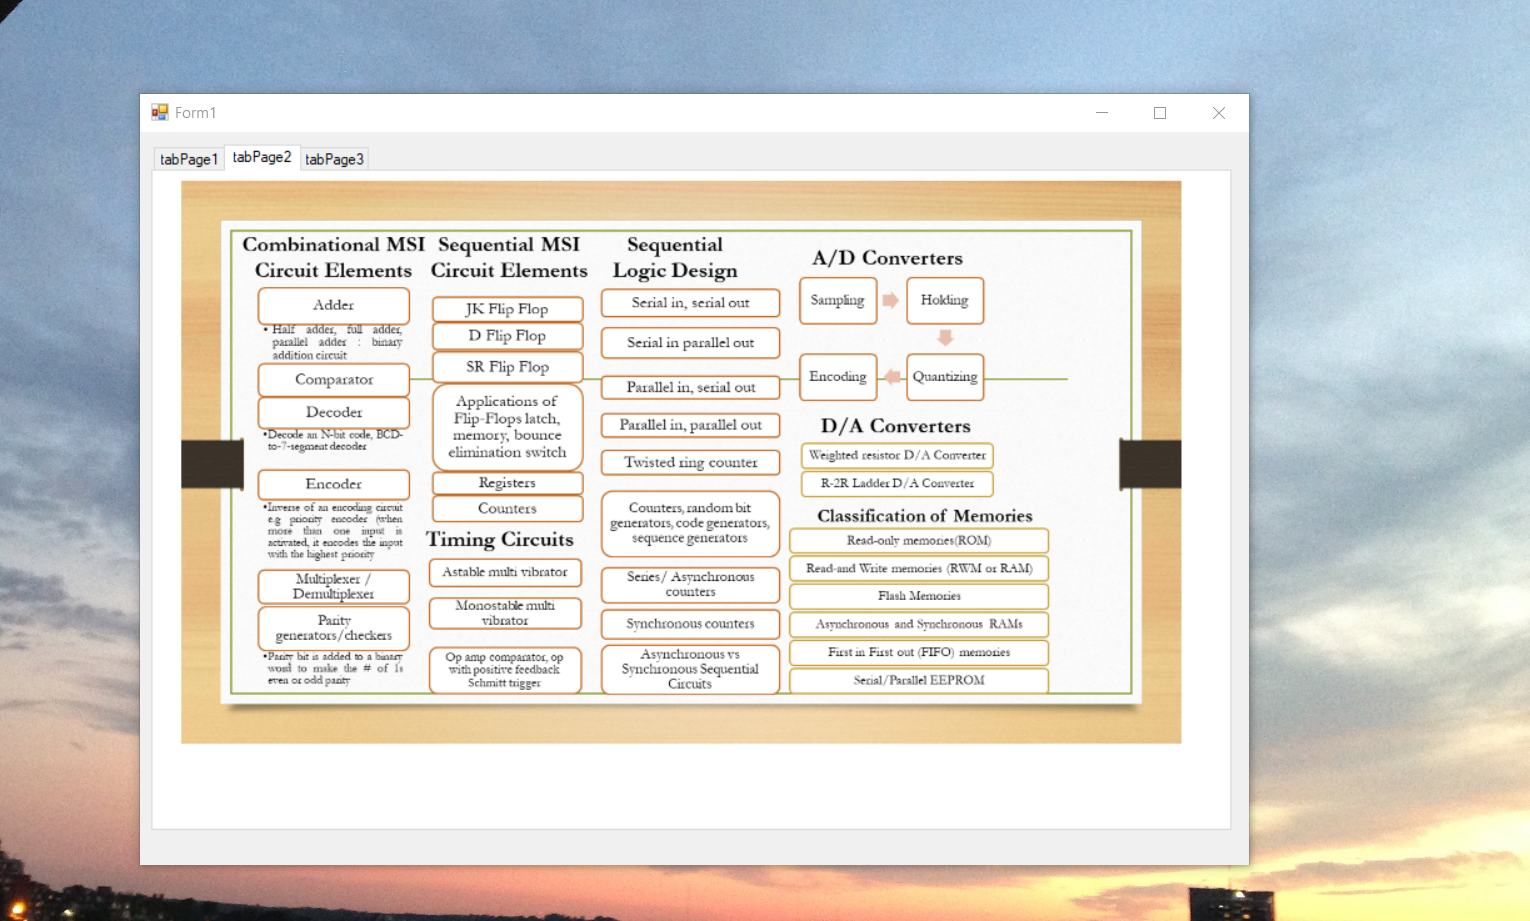 Form1
tabPage1
tabPage2
tabPage3
Combinational MSI
Circuit Elements
Adder
• Half adder, full adder,
parallel adder : binary
addition circuit
Comparator
Decoder
•Decode an N-bit code, BCD-
to-7-segment decoder
Encoder
•Inverse of an encoding circuit
e.g priority encoder (when
more than one input is
activated, it encodes the input
with the highest priority
Multiplexer /
Demultiplexer
Parity
generators/checkers
•Parity bit is added to a binary
word to make the # of 1s
even or odd parity
Sequential MSI
Circuit Elements
JK Flip Flop
D Flip Flop
SR Flip Flop
Applications of
Flip-Flops latch,
memory, bounce
elimination switch
Registers
Counters
Timing Circuits
Astable multi vibrator
Monostable multi
vibrator
Op amp comparator, op
with positive feedback
Schmitt trigger
Sequential
Logic Design
Serial in, serial out
Serial in parallel out
Parallel in, serial out
Parallel in, parallel out
Twisted ring counter
Counters, random bit
generators, code generators,
sequence generators
Series/ Asynchronous
counters
Synchronous counters
Asynchronous vs
Synchronous Sequential
Circuits
A/D Converters
Sampling
Holding
Encoding
Quantizing
D/A Converters
Weighted resistor D/A Converter
R-2R Ladder D/A Converter
Classification of Memories
Read-only memories(ROM)
Read-and Write memories (RWM or RAM)
Flash Memories
Asynchronous and Synchronous RAMs
First in First out (FIFO) memories
Serial/Parallel EEPROM